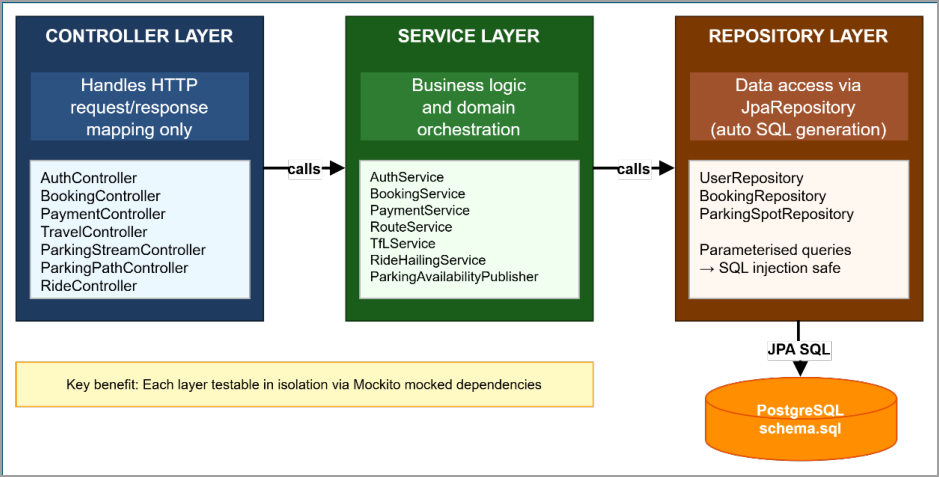 CONTROLLER LAYER
Handles HTTP
request/response
mapping only
AuthController
BookingController
PaymentController
TravelController
ParkingStreamController
ParkingPathController
RideController
calls
SERVICE LAYER
Business logic
and domain
orchestration
AuthService
BookingService
PaymentService
RouteService
TfLService
RideHailingService
ParkingAvailabilityPublisher
calls
REPOSITORY LAYER
Data access via
JpaRepository
(auto SQL generation)
UserRepository
BookingRepository
ParkingSpotRepository
Parameterised queries
→ SQL injection safe
JPA SQL
PostgreSQL
schema.sql
Key benefit: Each layer testable in isolation via Mockito mocked dependencies